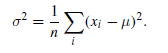 σ² = 1/n ∑ᵢ (xᵢ − μ)².